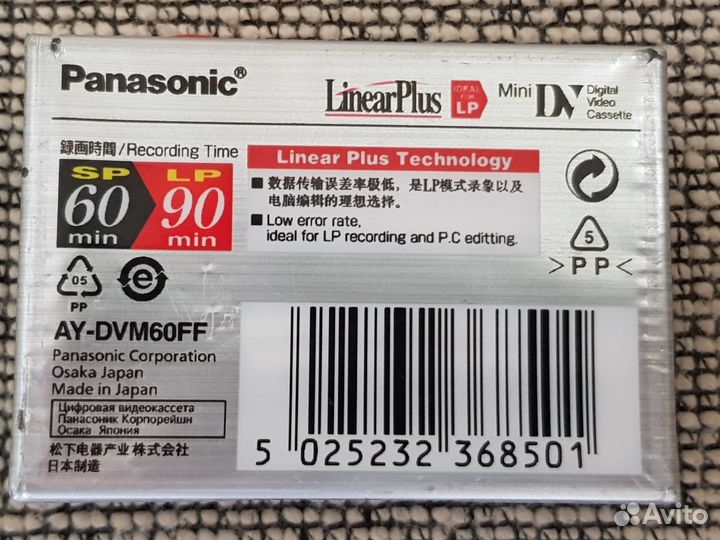 Panasonic®
LinearPlus IDEAL FOR LP
Mini DV Digital Video Cassette
録画時間/Recording Time
SP 60 min LP 90 min
Linear Plus Technology
■ 数据传输误差率极低，是LP模式录象以及
电脑编辑的理想选择。
■ Low error rate,
ideal for LP recording and P.C editting.
5
>PP<
05
PP
e
AY-DVM60FF
Panasonic Corporation
Osaka Japan
Made in Japan
Цифровая видеокассета
Панасоник Корпорейшн
Осака Япония
松下电器产业 株式会社
日本制造
5 025232 368501
Avito